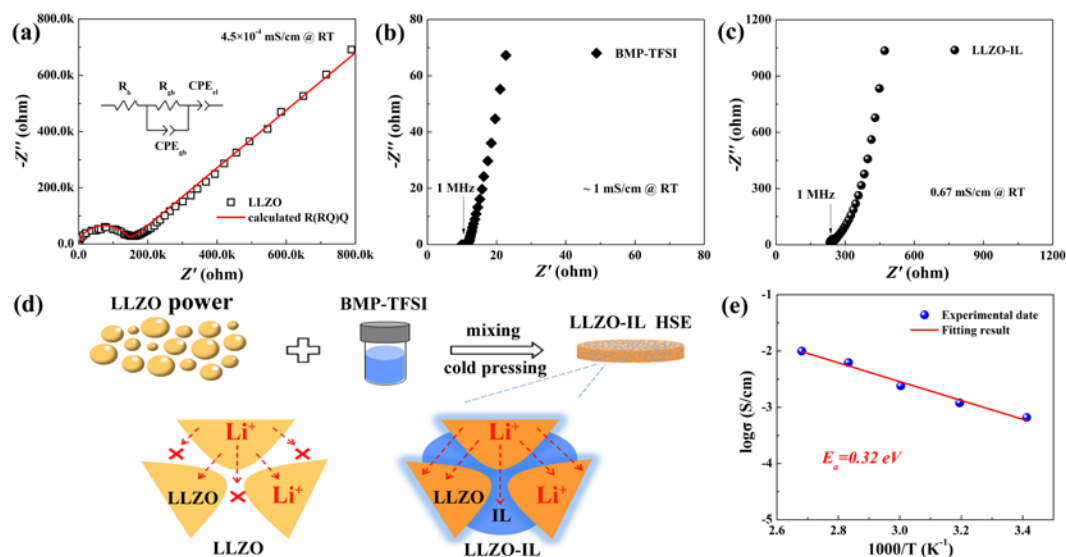 (a)
800.0k
600.0k
400.0k
200.0k
0.0
-Z'' (ohm)
4.5×10⁻⁴ mS/cm @ RT
R_b R_gb CPE_el
CPE_gb
LLZO
calculated R(RQ)Q
0.0 200.0k 400.0k 600.0k 800.0k
Z' (ohm)
(b)
80
60
40
20
0
-Z'' (ohm)
BMP-TFSI
1 MHz
~ 1 mS/cm @ RT
0 20 40 60 80
Z' (ohm)
(c)
1200
900
600
300
0
-Z'' (ohm)
LLZO-IL
1 MHz
0.67 mS/cm @ RT
0 300 600 900 1200
Z' (ohm)
(d)
LLZO power
BMP-TFSI
mixing
cold pressing
LLZO-IL HSE
Li⁺
LLZO
Li⁺
LLZO
Li⁺
LLZO
Li⁺
IL
LLZO-IL
(e)
-1
-2
-3
-4
-5
logσ (S/cm)
Experimental date
Fitting result
E_a=0.32 eV
2.6 2.8 3.0 3.2 3.4
1000/T (K⁻¹)